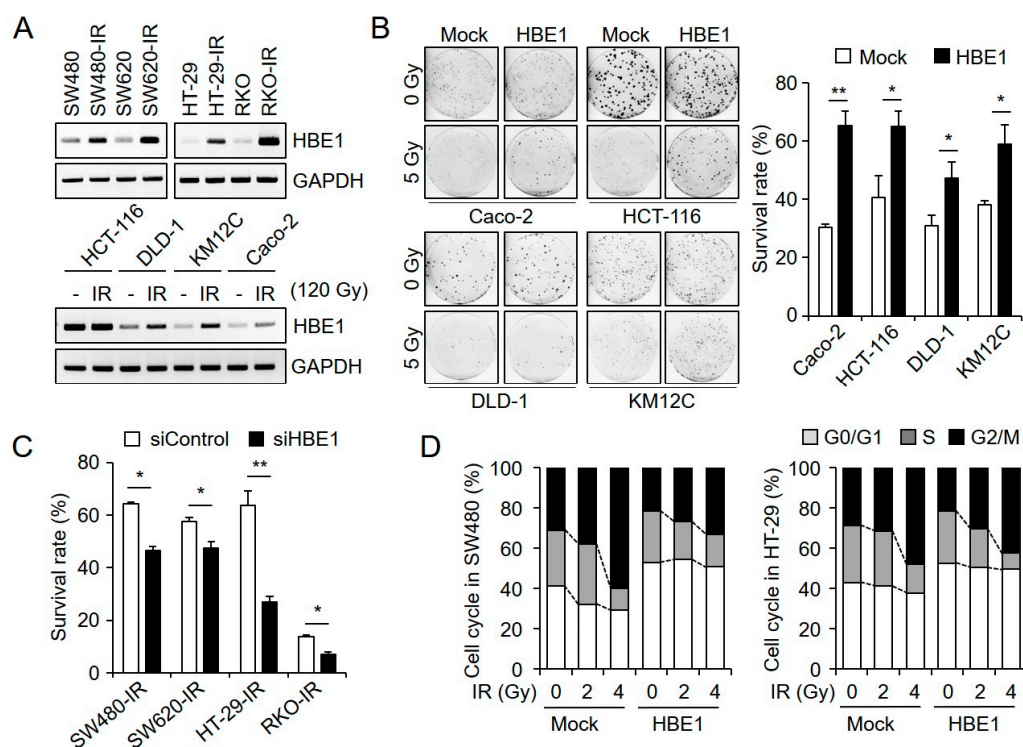 A
SW480
SW480-IR
SW620
SW620-IR
HT-29
HT-29-IR
RKO
RKO-IR
HBE1
GAPDH
HCT-116
DLD-1
KM12C
Caco-2
- IR - IR - IR - IR (120 Gy)
HBE1
GAPDH
B
Mock HBE1 Mock HBE1
0 Gy
5 Gy
Caco-2 HCT-116
0 Gy
5 Gy
DLD-1 KM12C
Mock HBE1
Survival rate (%)
80
60
40
20
0
** * * *
Caco-2
HCT-116
DLD-1
KM12C
C
siControl siHBE1
Survival rate (%)
80
60
40
20
0
* * ** *
SW480-IR
SW620-IR
HT-29-IR
RKO-IR
D
G0/G1 S G2/M
Cell cycle in SW480 (%)
100
80
60
40
20
0
IR (Gy) 0 2 4 0 2 4
Mock HBE1
Cell cycle in HT-29 (%)
100
80
60
40
20
0
IR (Gy) 0 2 4 0 2 4
Mock HBE1